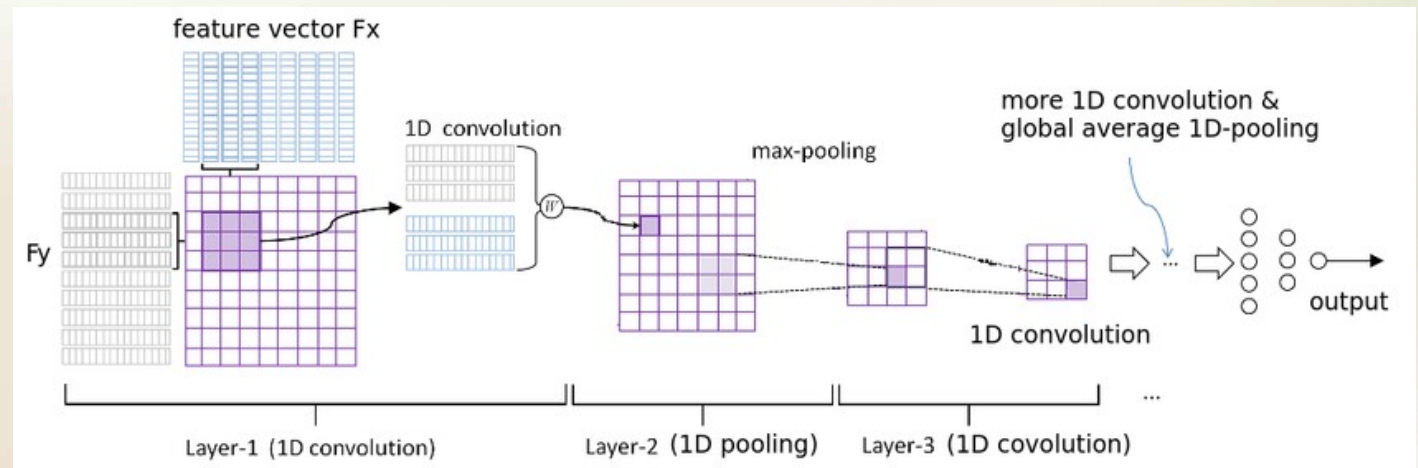 feature vector Fx
Fy
1D convolution
W
max-pooling
more 1D convolution &
global average 1D-pooling
...
1D convolution
output
...
Layer-1 (1D convolution)
Layer-2 (1D pooling)
Layer-3 (1D covolution)